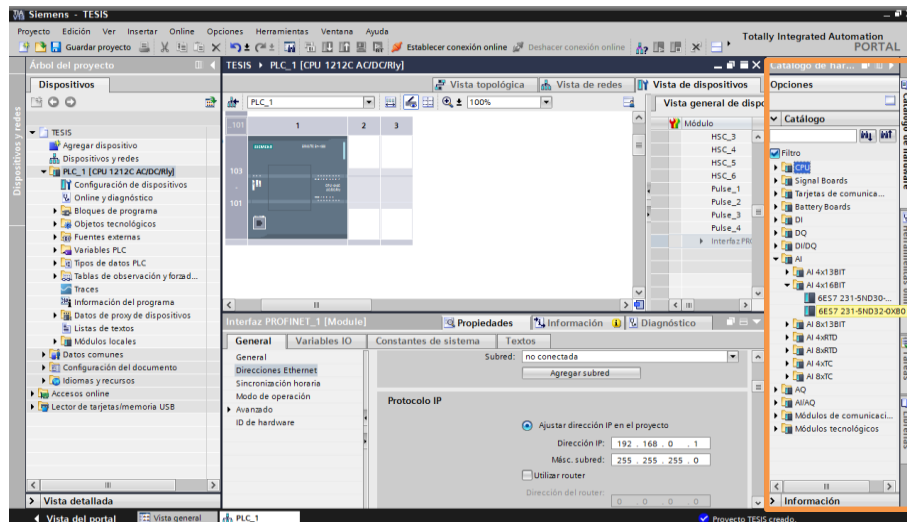 Siemens - TESIS
Proyecto Edición Ver Insertar Online Opciones Herramientas Ventana Ayuda
Guardar proyecto
Establecer conexión online
Deshacer conexión online
Totally Integrated Automation
PORTAL
Árbol del proyecto
Dispositivos
Dispositivos y redes
TESIS
Agregar dispositivo
Dispositivos y redes
PLC_1 [CPU 1212C AC/DC/Rly]
Configuración de dispositivos
Online y diagnóstico
Bloques de programa
Objetos tecnológicos
Fuentes externas
Variables PLC
Tipos de datos PLC
Tablas de observación y forzad...
Traces
Información del programa
Datos de proxy de dispositivos
Listas de textos
Módulos locales
Datos comunes
Configuración del documento
Idiomas y recursos
Accesos online
Lector de tarjetas/memoria USB
Vista detallada
TESIS ▸ PLC_1 [CPU 1212C AC/DC/Rly]
Vista topológica
Vista de redes
Vista de dispositivos
PLC_1
100%
1 2 3
103
101
SIEMENS
Vista general de dispo
Módulo
HSC_3
HSC_4
HSC_5
HSC_6
Pulse_1
Pulse_2
Pulse_3
Pulse_4
Interfaz PRO
Interfaz PROFINET_1 [Module]
Propiedades
Información
Diagnóstico
General
Variables IO
Constantes de sistema
Textos
General
Direcciones Ethernet
Sincronización horaria
Modo de operación
Avanzado
ID de hardware
Subred: no conectada
Agregar subred
Protocolo IP
Ajustar dirección IP en el proyecto
Dirección IP: 192 . 168 . 0 . 1
Másc. subred: 255 . 255 . 255 . 0
Utilizar router
Dirección del router: 0 . 0 . 0 . 0
Catálogo de har...
Opciones
Catálogo
Filtro
CPU
Signal Boards
Tarjetas de comunica...
Battery Boards
DI
DQ
DI/DQ
AI
AI 4x13BIT
AI 4x16BIT
6ES7 231-5ND30-...
6ES7 231-5ND32-0XB0
AI 8x13BIT
AI 4xRTD
AI 8xRTD
AI 4xTC
AI 8xTC
AQ
AI/AQ
Módulos de comunicaci...
Módulos tecnológicos
Información
Catálogo de hardware
Vista del portal
Vista general
PLC_1
Proyecto TESIS creado.